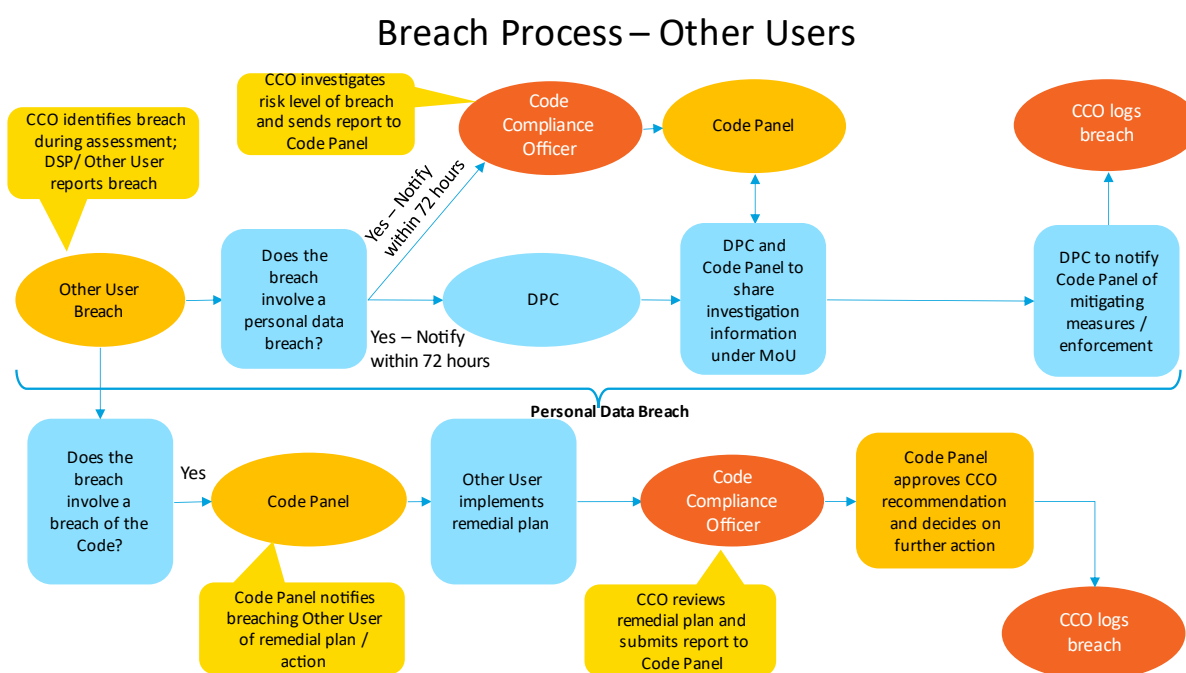 Breach Process – Other Users
CCO identifies breach
during assessment;
DSP/ Other User
reports breach
CCO investigates
risk level of breach
and sends report to
Code Panel
Code
Compliance
Officer
Code Panel
CCO logs
breach
Yes – Notify
within 72 hours
Other User
Breach
Does the
breach
involve a
personal data
breach?
DPC
DPC and
Code Panel to
share
investigation
information
under MoU
DPC to notify
Code Panel of
mitigating
measures /
enforcement
Yes – Notify
within 72 hours
Personal Data Breach
Does the
breach
involve a
breach of the
Code?
Yes
Code Panel
Other User
implements
remedial plan
Code
Compliance
Officer
Code Panel
approves CCO
recommendation
and decides on
further action
Code Panel notifies
breaching Other User
of remedial plan /
action
CCO reviews
remedial plan and
submits report to
Code Panel
CCO logs
breach